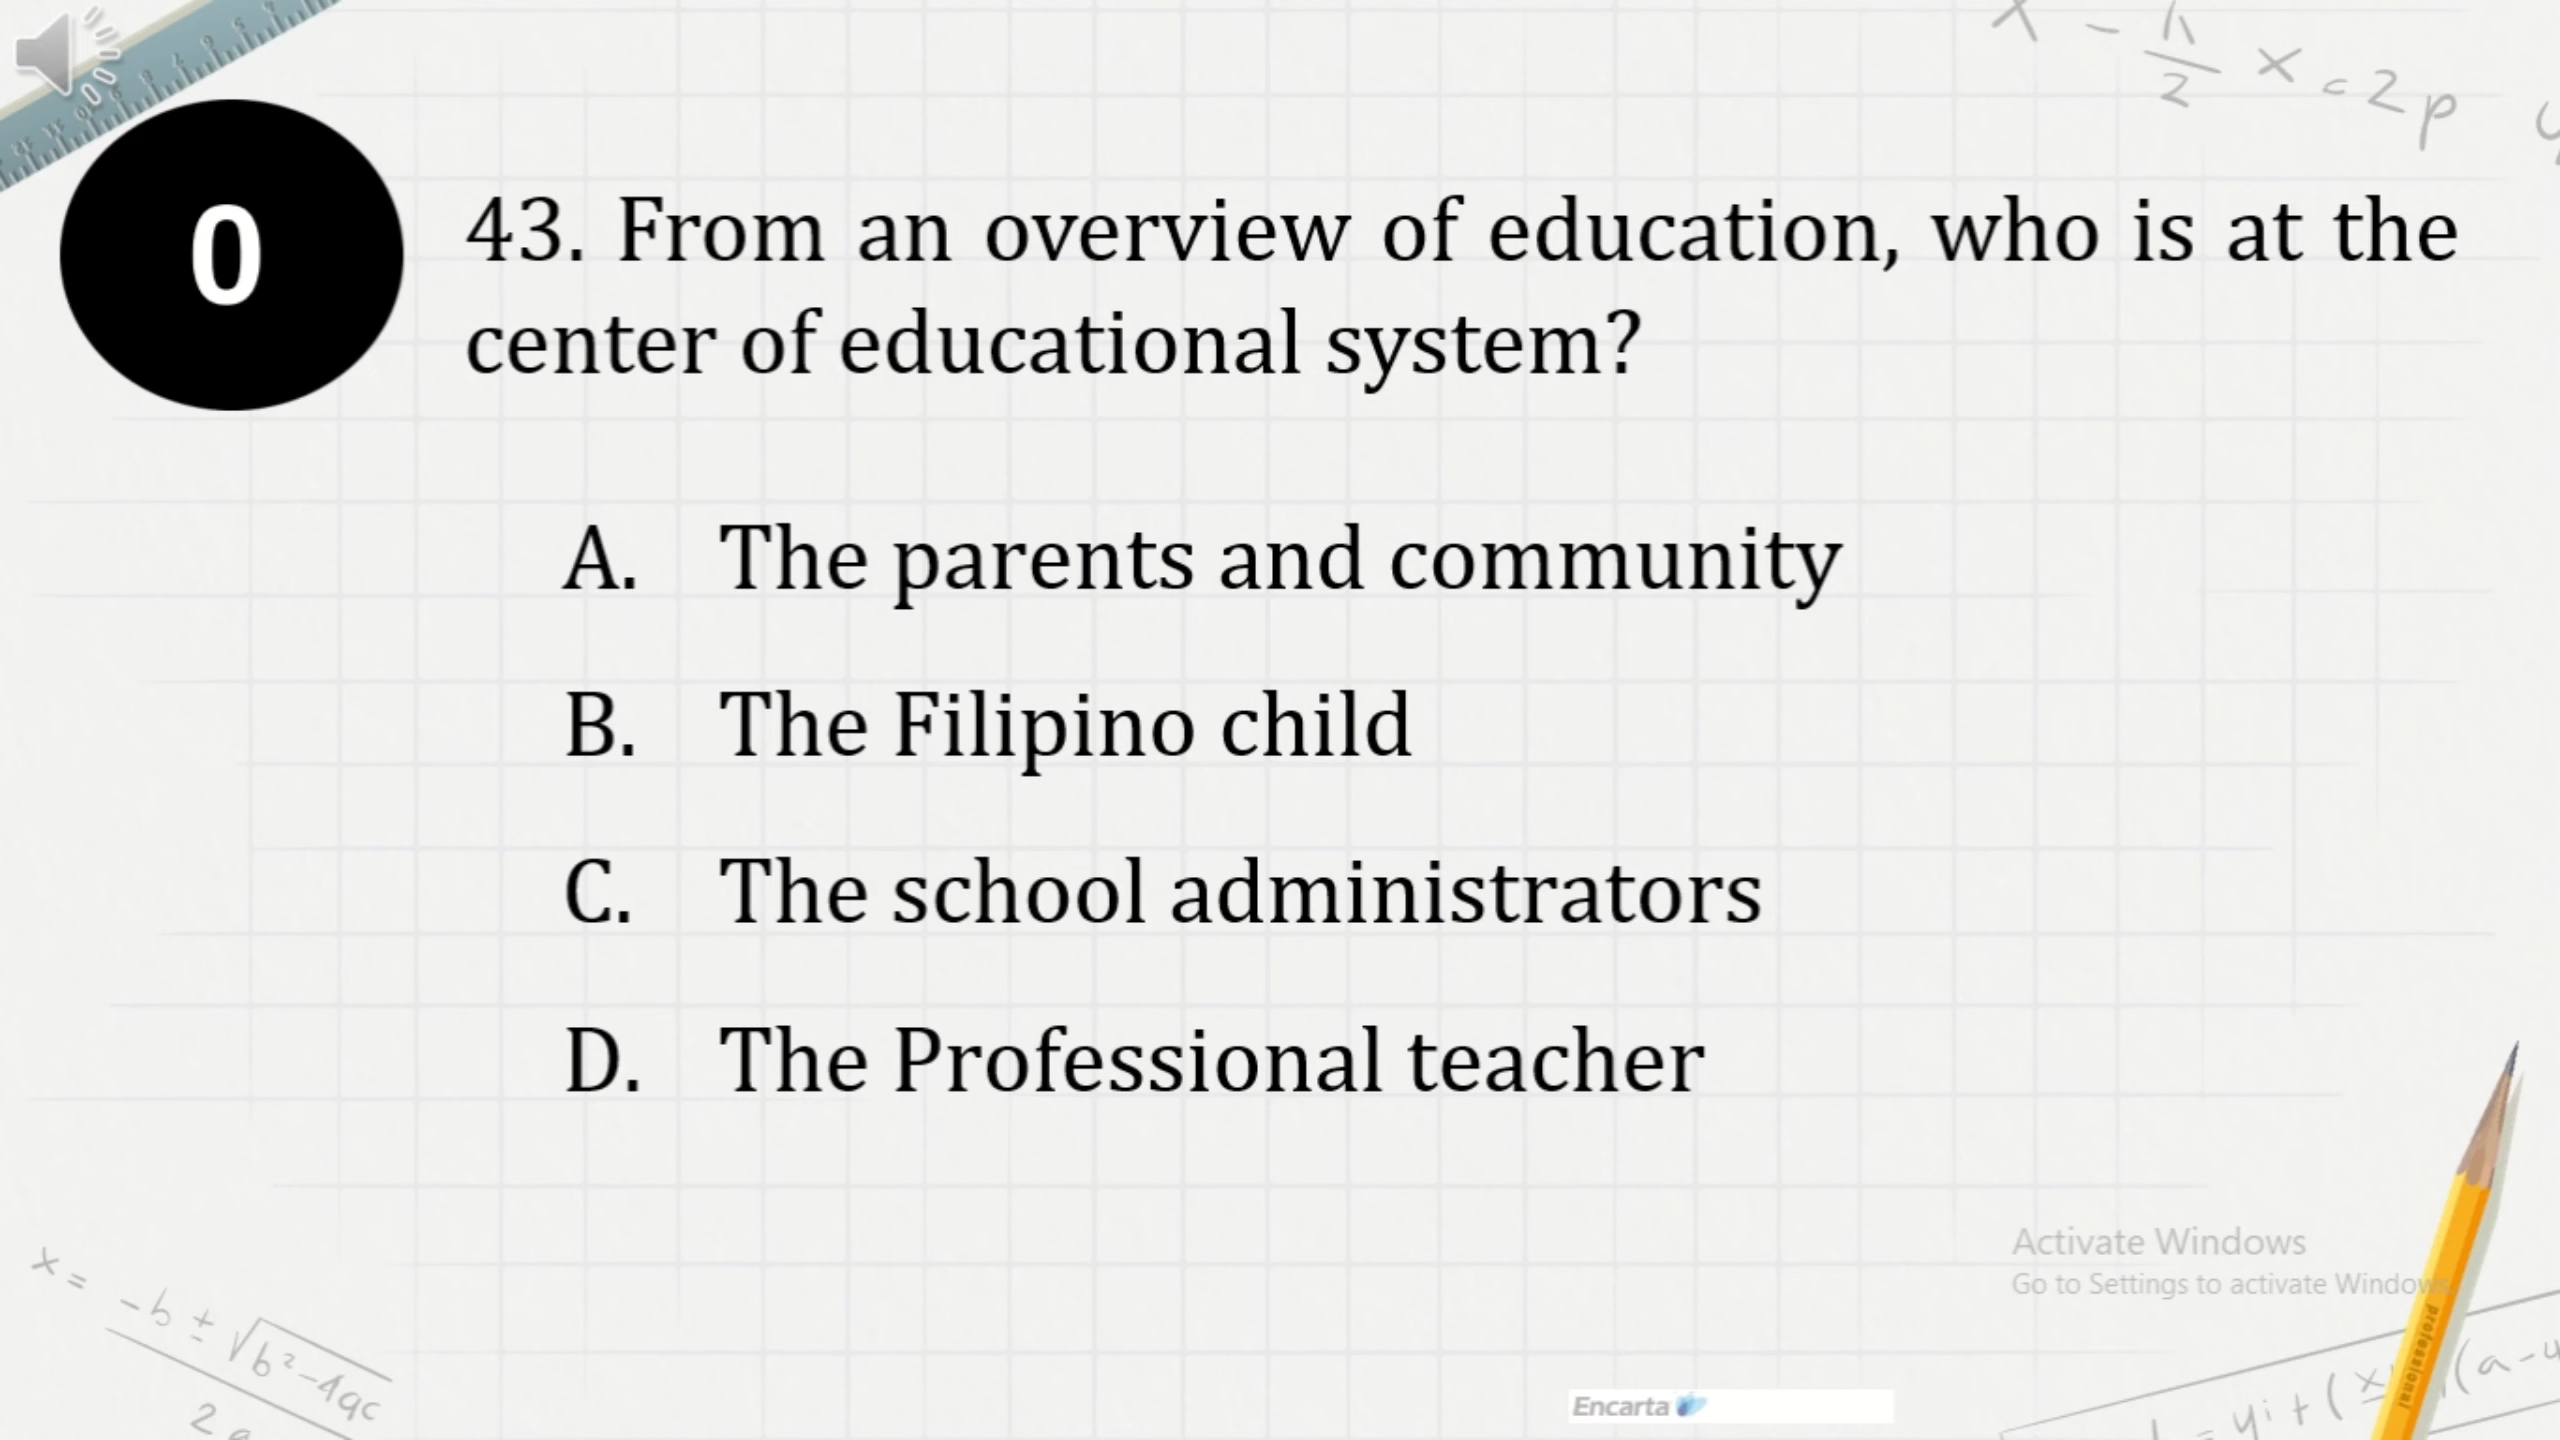 0
43. From an overview of education, who is at the
center of educational system?
A. The parents and community
B. The Filipino child
C. The school administrators
D. The Professional teacher
Activate Windows
Go to Settings to activate Windows.
professional
Encarta